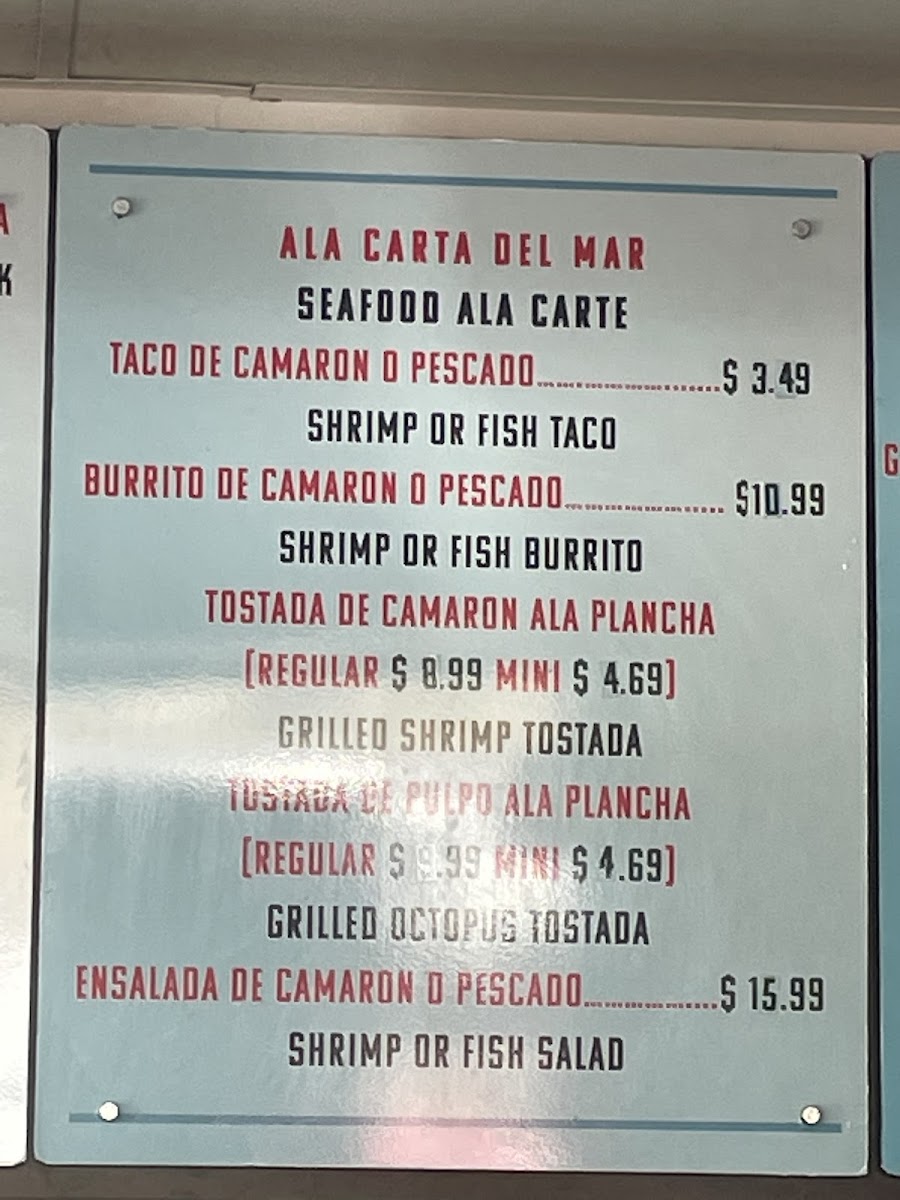 ALA CARTA DEL MAR
SEAFOOD ALA CARTE
TACO DE CAMARON O PESCADO........................$ 3.49
SHRIMP OR FISH TACO
BURRITO DE CAMARON O PESCADO..................... $10.99
SHRIMP OR FISH BURRITO
TOSTADA DE CAMARON ALA PLANCHA
[REGULAR $ 8.99 MINI $ 4.69]
GRILLED SHRIMP TOSTADA
TOSTADA DE PULPO ALA PLANCHA
[REGULAR $ 9.99 MINI $ 4.69]
GRILLED OCTOPUS TOSTADA
ENSALADA DE CAMARON O PESCADO..................$ 15.99
SHRIMP OR FISH SALAD